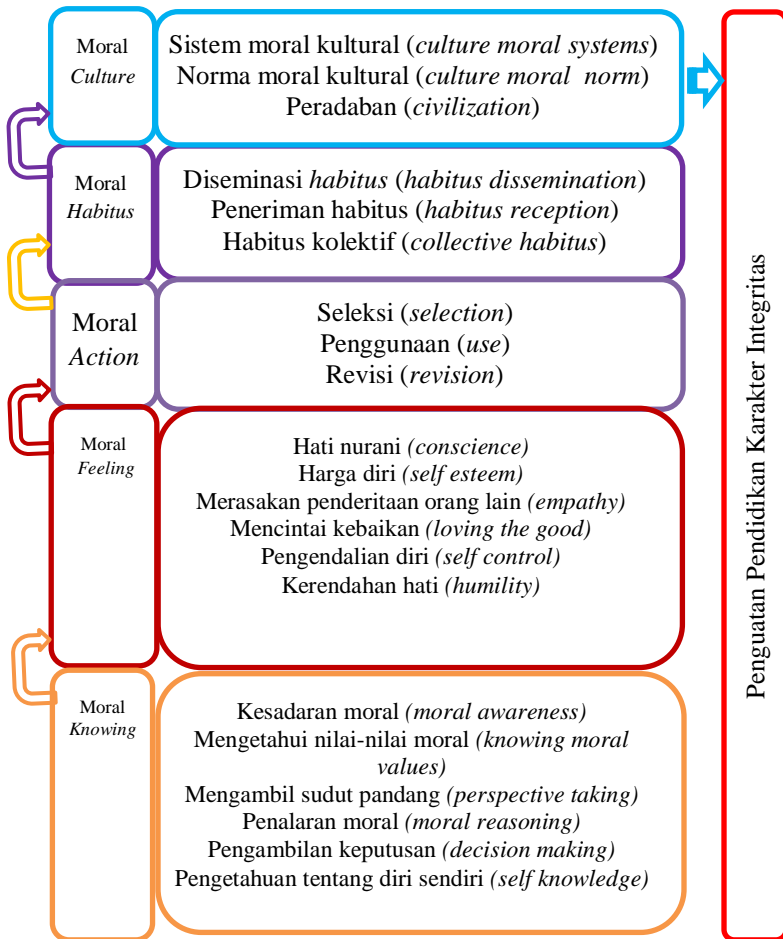 Moral
Culture
Sistem moral kultural (culture moral systems)
Norma moral kultural (culture moral norm)
Peradaban (civilization)
Moral
Habitus
Diseminasi habitus (habitus dissemination)
Peneriman habitus (habitus reception)
Habitus kolektif (collective habitus)
Moral
Action
Seleksi (selection)
Penggunaan (use)
Revisi (revision)
Moral
Feeling
Hati nurani (conscience)
Harga diri (self esteem)
Merasakan penderitaan orang lain (empathy)
Mencintai kebaikan (loving the good)
Pengendalian diri (self control)
Kerendahan hati (humility)
Moral
Knowing
Kesadaran moral (moral awareness)
Mengetahui nilai-nilai moral (knowing moral
values)
Mengambil sudut pandang (perspective taking)
Penalaran moral (moral reasoning)
Pengambilan keputusan (decision making)
Pengetahuan tentang diri sendiri (self knowledge)
Penguatan Pendidikan Karakter Integritas